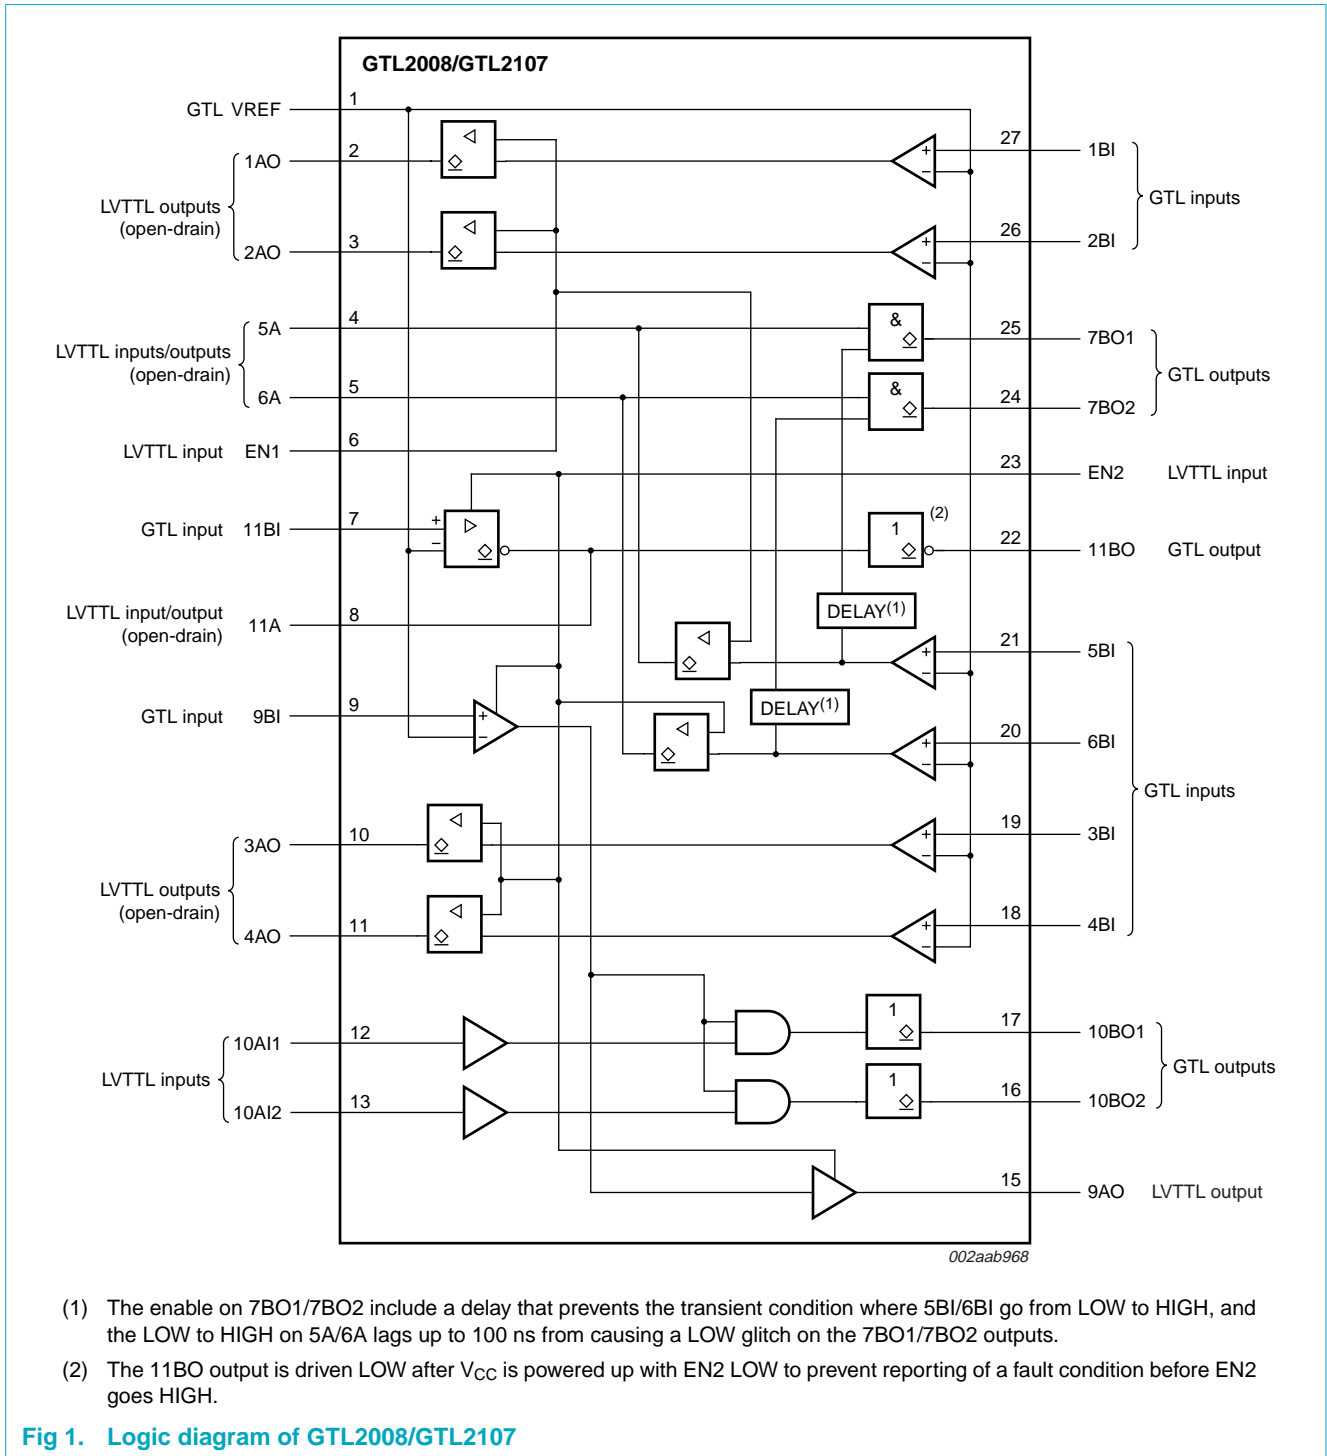 GTL2008/GTL2107
GTL VREF 1
1AO 2
LVTTL outputs
(open-drain)
2AO 3
27 1BI
GTL inputs
26 2BI
5A 4
LVTTL inputs/outputs
(open-drain)
6A 5
& 25 7BO1
GTL outputs
& 24 7BO2
LVTTL input EN1 6
23 EN2 LVTTL input
GTL input 11BI 7
1 (2)
22 11BO GTL output
LVTTL input/output
(open-drain)
11A 8
DELAY(1)
21 5BI
GTL input 9BI 9
DELAY(1)
20 6BI
GTL inputs
19 3BI
18 4BI
3AO 10
LVTTL outputs
(open-drain)
4AO 11
10AI1 12
LVTTL inputs
10AI2 13
1 17 10BO1
GTL outputs
1 16 10BO2
15 9AO LVTTL output
+ −
+ −
+ −
+ −
+ −
+ −
+ −
+ −
002aab968
(1) The enable on 7BO1/7BO2 include a delay that prevents the transient condition where 5BI/6BI go from LOW to HIGH, and
the LOW to HIGH on 5A/6A lags up to 100 ns from causing a LOW glitch on the 7BO1/7BO2 outputs.
(2) The 11BO output is driven LOW after VCC is powered up with EN2 LOW to prevent reporting of a fault condition before EN2
goes HIGH.
Fig 1. Logic diagram of GTL2008/GTL2107